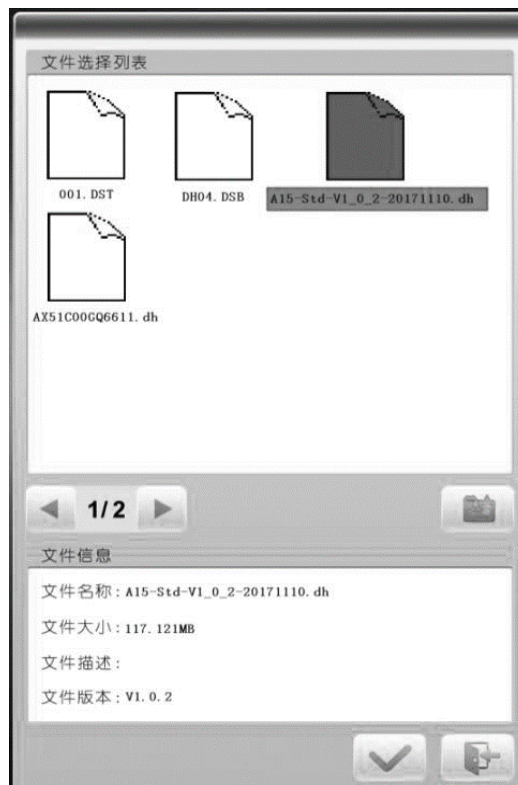 文件选择列表
001.DST
DH04.DSB
A15-Std-V1_0_2-20171110.dh
AX51C00GQ6611.dh
1/2
文件信息
文件名称:A15-Std-V1_0_2-20171110.dh
文件大小:117.121MB
文件描述:
文件版本:V1.0.2